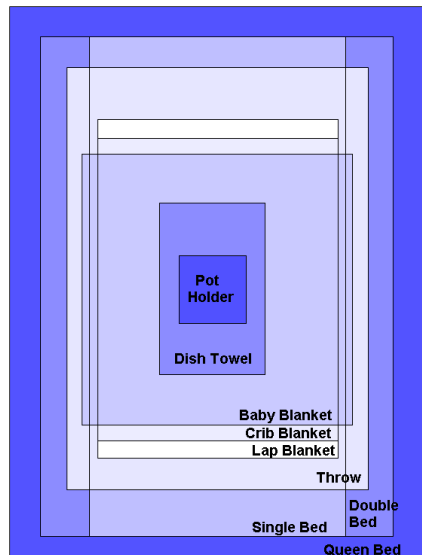 Pot
Holder
Dish Towel
Baby Blanket
Crib Blanket
Lap Blanket
Throw
Double
Bed
Single Bed
Queen Bed